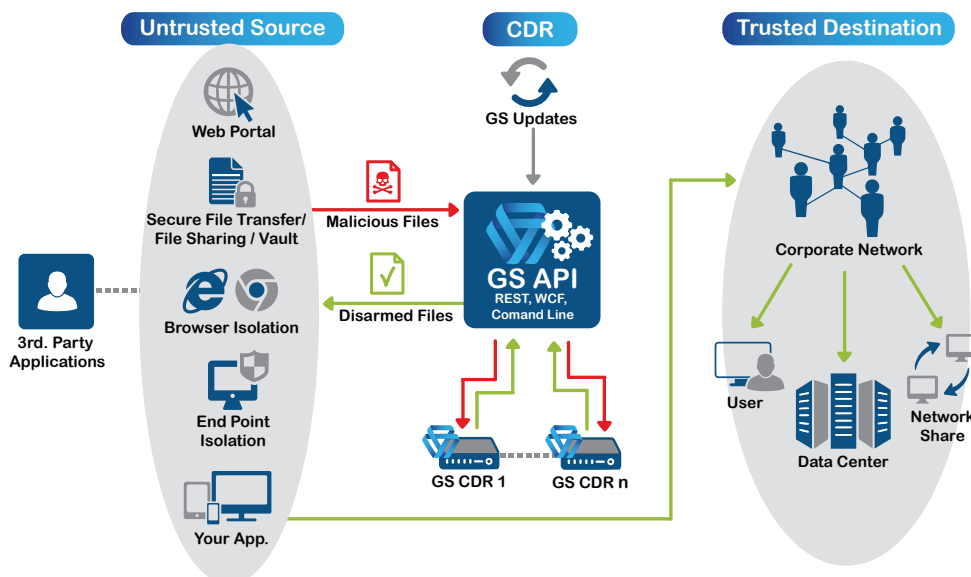 Untrusted Source
CDR
Trusted Destination
Web Portal
GS Updates
Secure File Transfer/
File Sharing / Vault
Malicious Files
GS API
REST, WCF,
Comand Line
Disarmed Files
Corporate Network
3rd. Party
Applications
Browser Isolation
End Point
Isolation
User
Data Center
Network
Share
GS CDR 1
GS CDR n
Your App.